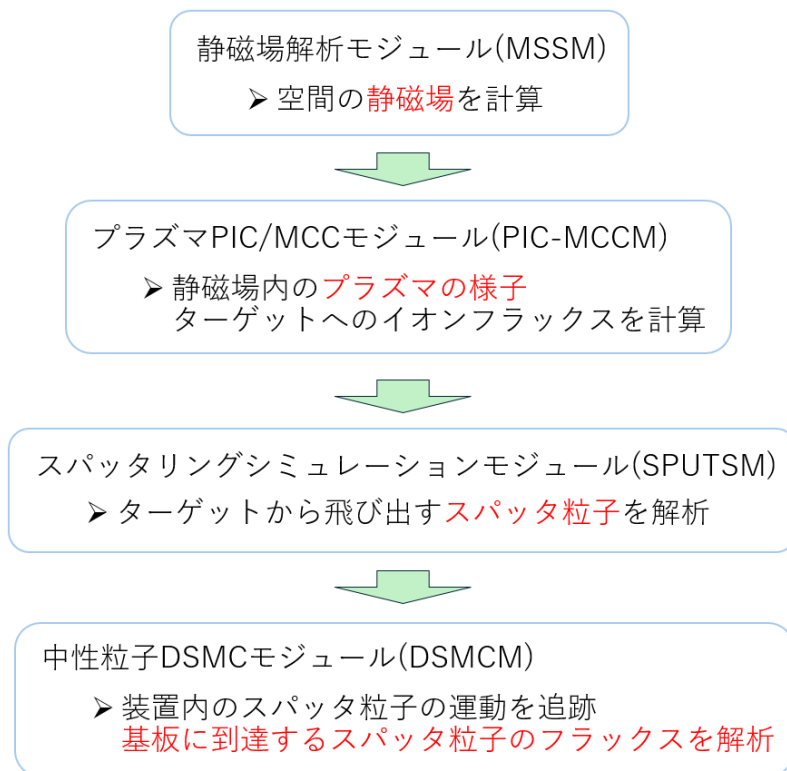 静磁場解析モジュール(MSSM)
➢ 空間の静磁場を計算
プラズマPIC/MCCモジュール(PIC-MCCM)
➢ 静磁場内のプラズマの様子
ターゲットへのイオンフラックスを計算
スパッタリングシミュレーションモジュール(SPUTSM)
➢ ターゲットから飛び出すスパッタ粒子を解析
中性粒子DSMCモジュール(DSMCM)
➢ 装置内のスパッタ粒子の運動を追跡
基板に到達するスパッタ粒子のフラックスを解析